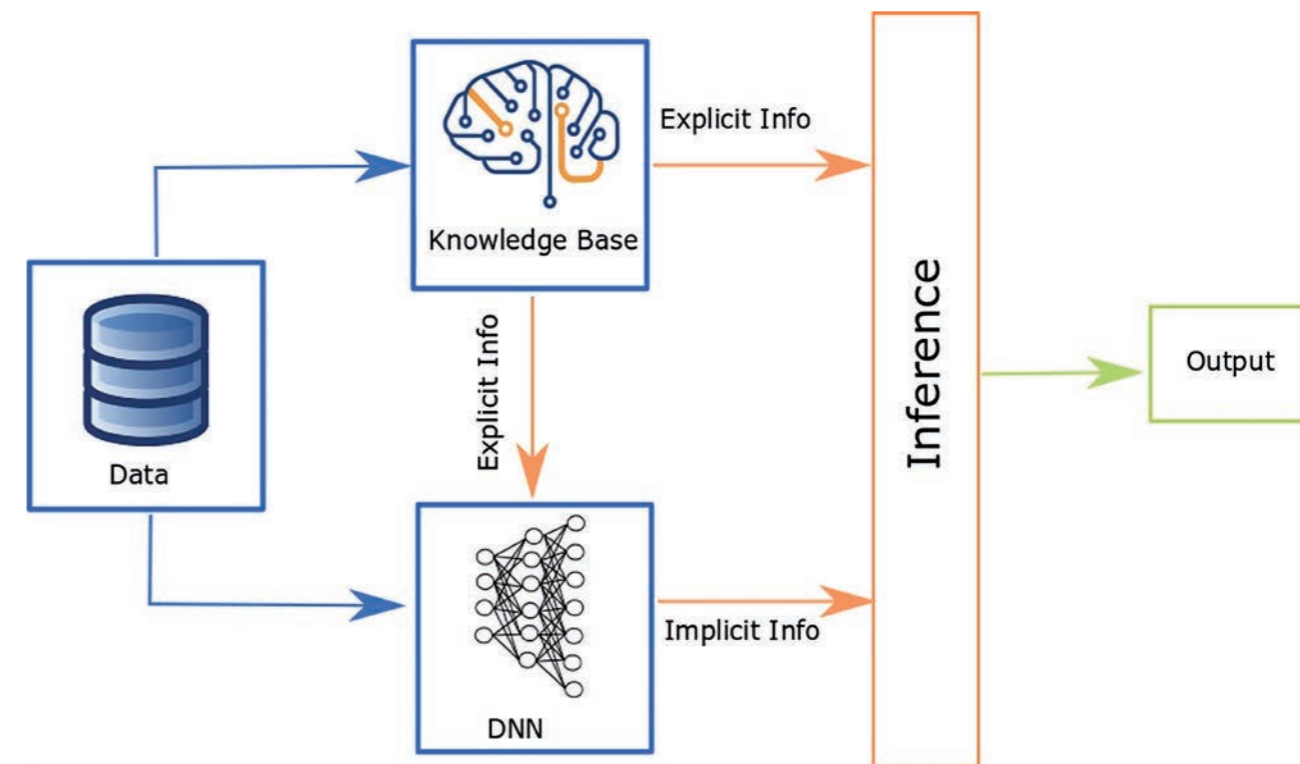 Explicit Info
Knowledge Base
Explicit Info
Data
Inference
Output
Implicit Info
DNN